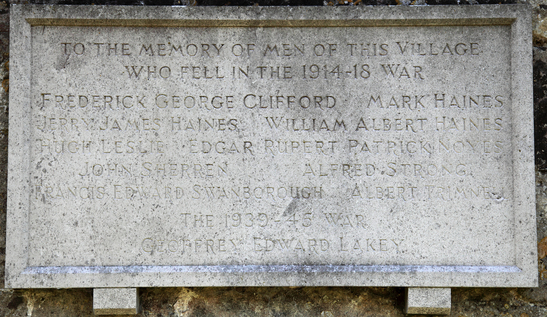 TO THE MEMORY OF MEN OF THIS VILLAGE
WHO FELL IN THE 1914-18 WAR
FREDERICK GEORGE CLIFFORD MARK HAINES
JAMES HAINES WILLIAM ALBERT HAINES
HUGH LESLIE EDGAR RUPERT PATRICK NOYES
JOHN SHERREN ALFRED STRONG
FRANCIS EDWARD SWANBOROUGH ALBERT TRIMNELL
THE 1939-45 WAR
GEOFFREY EDWARD LAKEY